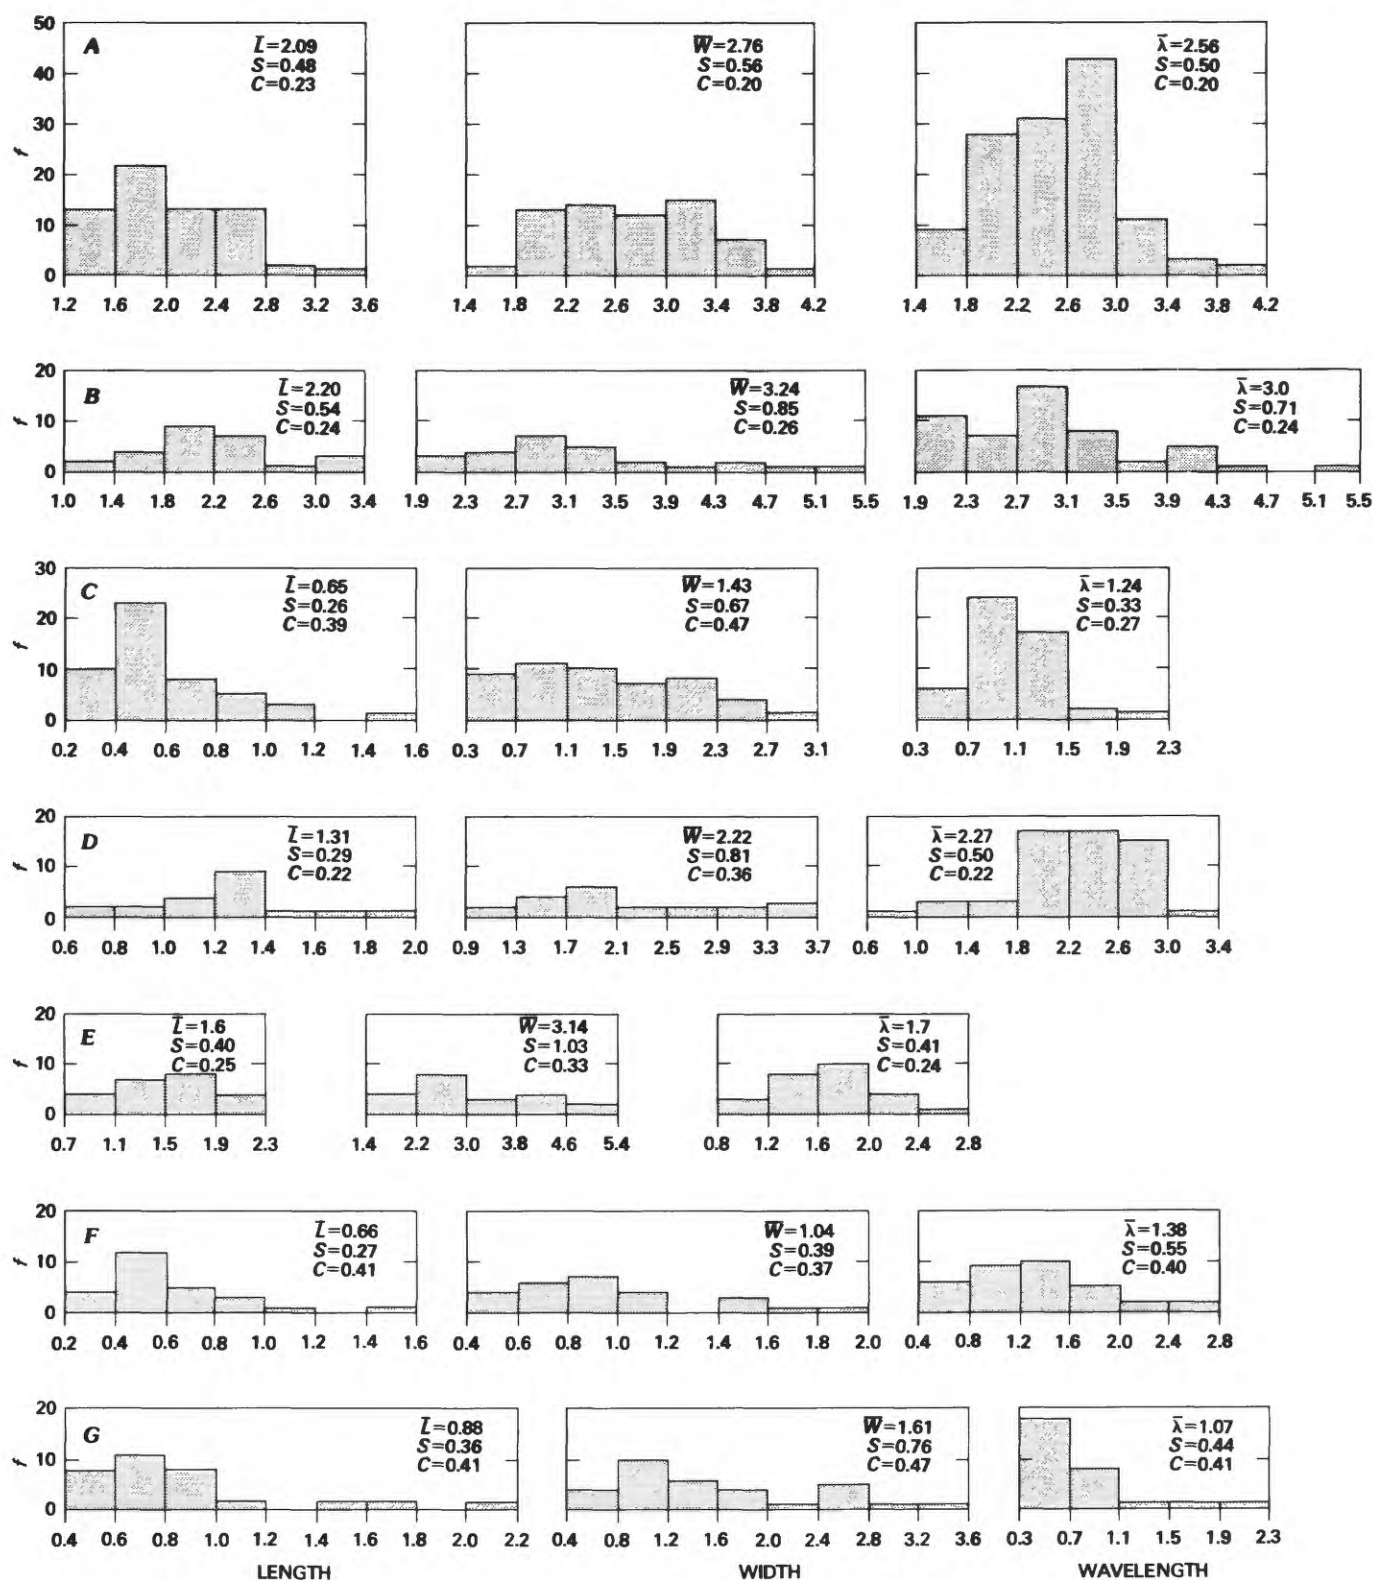 50
40
30
20
10
0
f
A
L̄=2.09
S=0.48
C=0.23
1.2 1.6 2.0 2.4 2.8 3.2 3.6
W̄=2.76
S=0.56
C=0.20
1.4 1.8 2.2 2.6 3.0 3.4 3.8 4.2
λ̄=2.56
S=0.50
C=0.20
1.4 1.8 2.2 2.6 3.0 3.4 3.8 4.2
20
10
0
f
B
L̄=2.20
S=0.54
C=0.24
1.0 1.4 1.8 2.2 2.6 3.0 3.4
W̄=3.24
S=0.85
C=0.26
1.9 2.3 2.7 3.1 3.5 3.9 4.3 4.7 5.1 5.5
λ̄=3.0
S=0.71
C=0.24
1.9 2.3 2.7 3.1 3.5 3.9 4.3 4.7 5.1 5.5
30
20
10
0
f
C
L̄=0.65
S=0.26
C=0.39
0.2 0.4 0.6 0.8 1.0 1.2 1.4 1.6
W̄=1.43
S=0.67
C=0.47
0.3 0.7 1.1 1.5 1.9 2.3 2.7 3.1
λ̄=1.24
S=0.33
C=0.27
0.3 0.7 1.1 1.5 1.9 2.3
20
10
0
f
D
L̄=1.31
S=0.29
C=0.22
0.6 0.8 1.0 1.2 1.4 1.6 1.8 2.0
W̄=2.22
S=0.81
C=0.36
0.9 1.3 1.7 2.1 2.5 2.9 3.3 3.7
λ̄=2.27
S=0.50
C=0.22
0.6 1.0 1.4 1.8 2.2 2.6 3.0 3.4
20
10
0
f
E
L̄=1.6
S=0.40
C=0.25
0.7 1.1 1.5 1.9 2.3
W̄=3.14
S=1.03
C=0.33
1.4 2.2 3.0 3.8 4.6 5.4
λ̄=1.7
S=0.41
C=0.24
0.8 1.2 1.6 2.0 2.4 2.8
20
10
0
f
F
L̄=0.66
S=0.27
C=0.41
0.2 0.4 0.6 0.8 1.0 1.2 1.4 1.6
W̄=1.04
S=0.39
C=0.37
0.4 0.6 0.8 1.0 1.2 1.4 1.6 1.8 2.0
λ̄=1.38
S=0.55
C=0.40
0.4 0.8 1.2 1.6 2.0 2.4 2.8
20
10
0
f
G
L̄=0.88
S=0.36
C=0.41
0.4 0.6 0.8 1.0 1.2 1.4 1.6 1.8 2.0 2.2
LENGTH
W̄=1.61
S=0.76
C=0.47
0.4 0.8 1.2 1.6 2.0 2.4 2.8 3.2 3.6
WIDTH
λ̄=1.07
S=0.44
C=0.41
0.3 0.7 1.1 1.5 1.9 2.3
WAVELENGTH